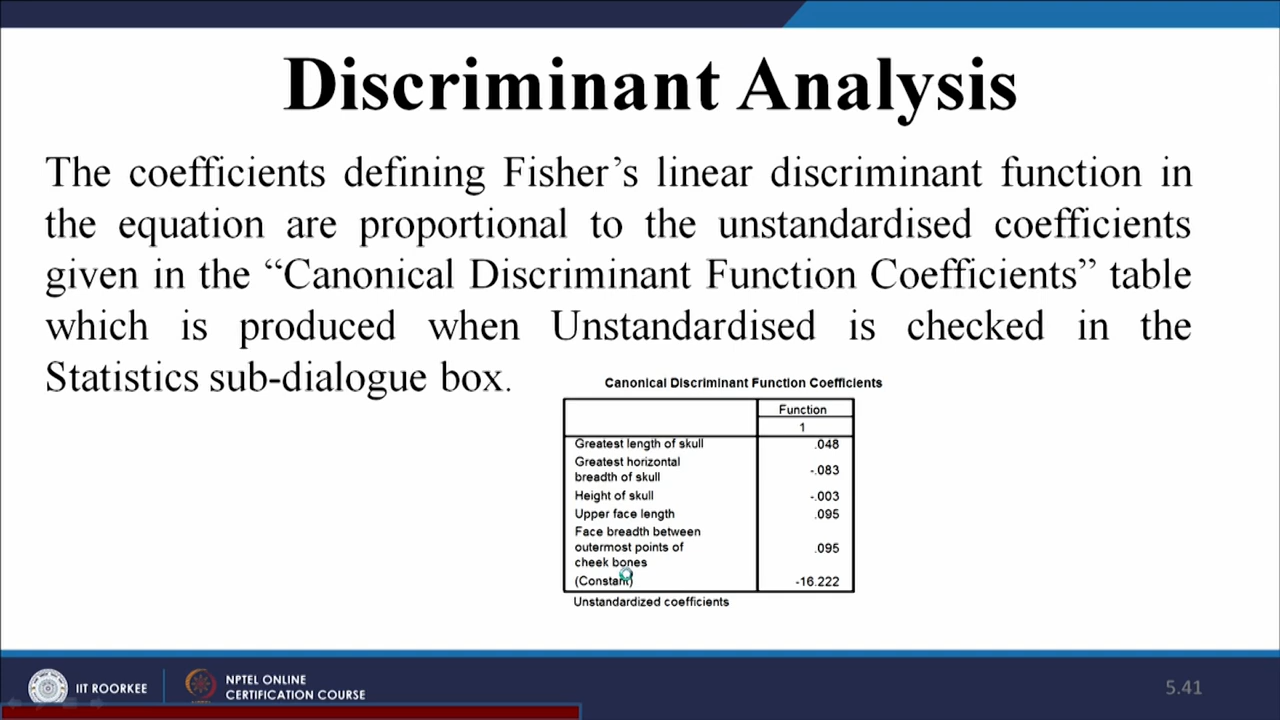 Discriminant Analysis
The coefficients defining Fisher’s linear discriminant function in
the equation are proportional to the unstandardised coefficients
given in the “Canonical Discriminant Function Coefficients” table
which is produced when Unstandardised is checked in the
Statistics sub-dialogue box.
Canonical Discriminant Function Coefficients
Function
1
Greatest length of skull .048
Greatest horizontal
breadth of skull -.083
Height of skull -.003
Upper face length .095
Face breadth between
outermost points of
cheek bones .095
(Constant) -16.222
Unstandardized coefficients
IIT ROORKEE
NPTEL ONLINE
CERTIFICATION COURSE
5.41